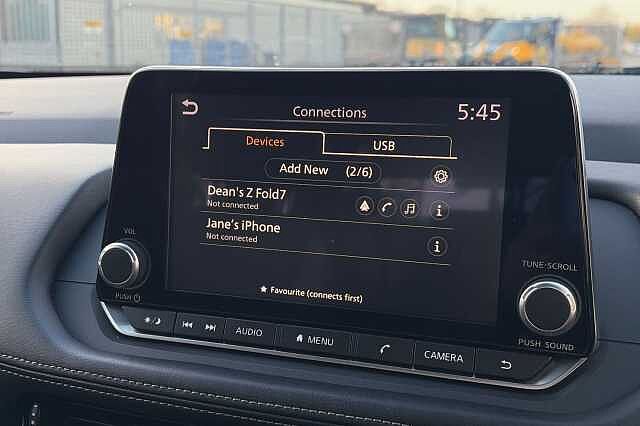 Connections
5:45
Devices
USB
Add New (2/6)
Dean's Z Fold7
Not connected
Jane's iPhone
Not connected
★ Favourite (connects first)
VOL
PUSH
TUNE·SCROLL
PUSH SOUND
AUDIO
MENU
CAMERA